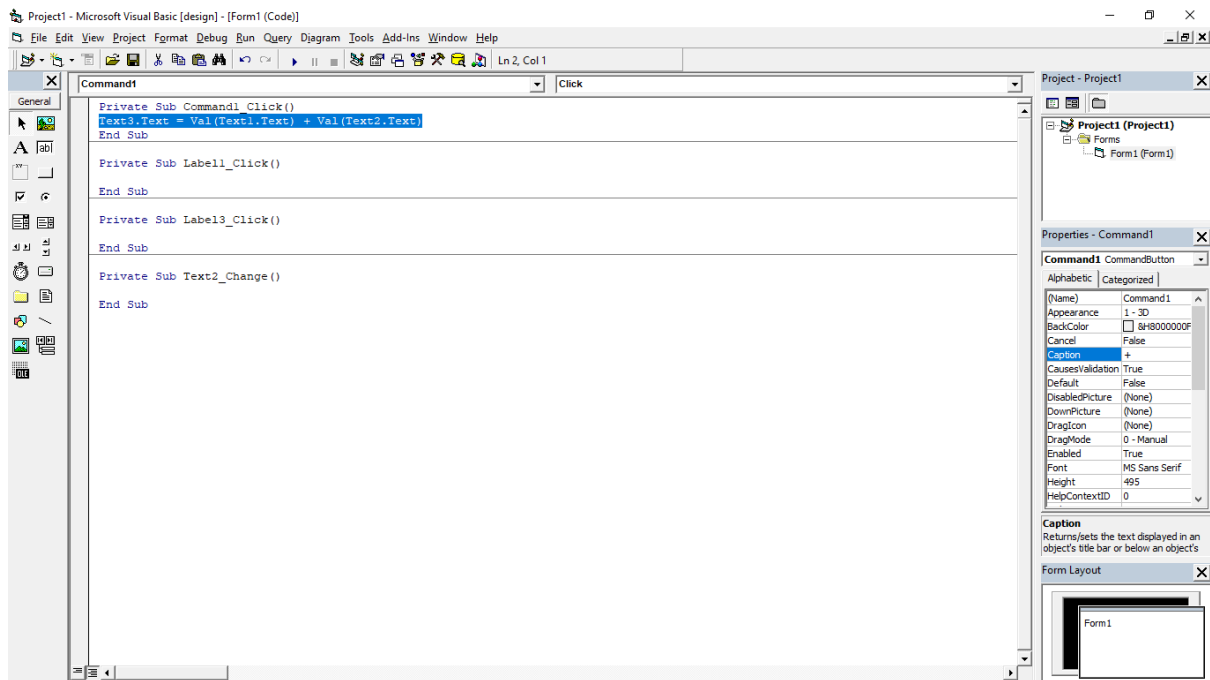 Project1 - Microsoft Visual Basic [design] - [Form1 (Code)]
File Edit View Project Format Debug Run Query Diagram Tools Add-Ins Window Help
Ln 2, Col 1
General
Command1
Click
Private Sub Command1_Click()
Text3.Text = Val(Text1.Text) + Val(Text2.Text)
End Sub
Private Sub Label1_Click()
End Sub
Private Sub Label3_Click()
End Sub
Private Sub Text2_Change()
End Sub
Project - Project1
Project1 (Project1)
Forms
Form1 (Form1)
Properties - Command1
Command1 CommandButton
Alphabetic Categorized
(Name) Command1
Appearance 1 - 3D
BackColor &H8000000F
Cancel False
Caption +
CausesValidation True
Default False
DisabledPicture (None)
DownPicture (None)
DragIcon (None)
DragMode 0 - Manual
Enabled True
Font MS Sans Serif
Height 495
HelpContextID 0
Caption
Returns/sets the text displayed in an
object's title bar or below an object's
Form Layout
Form1